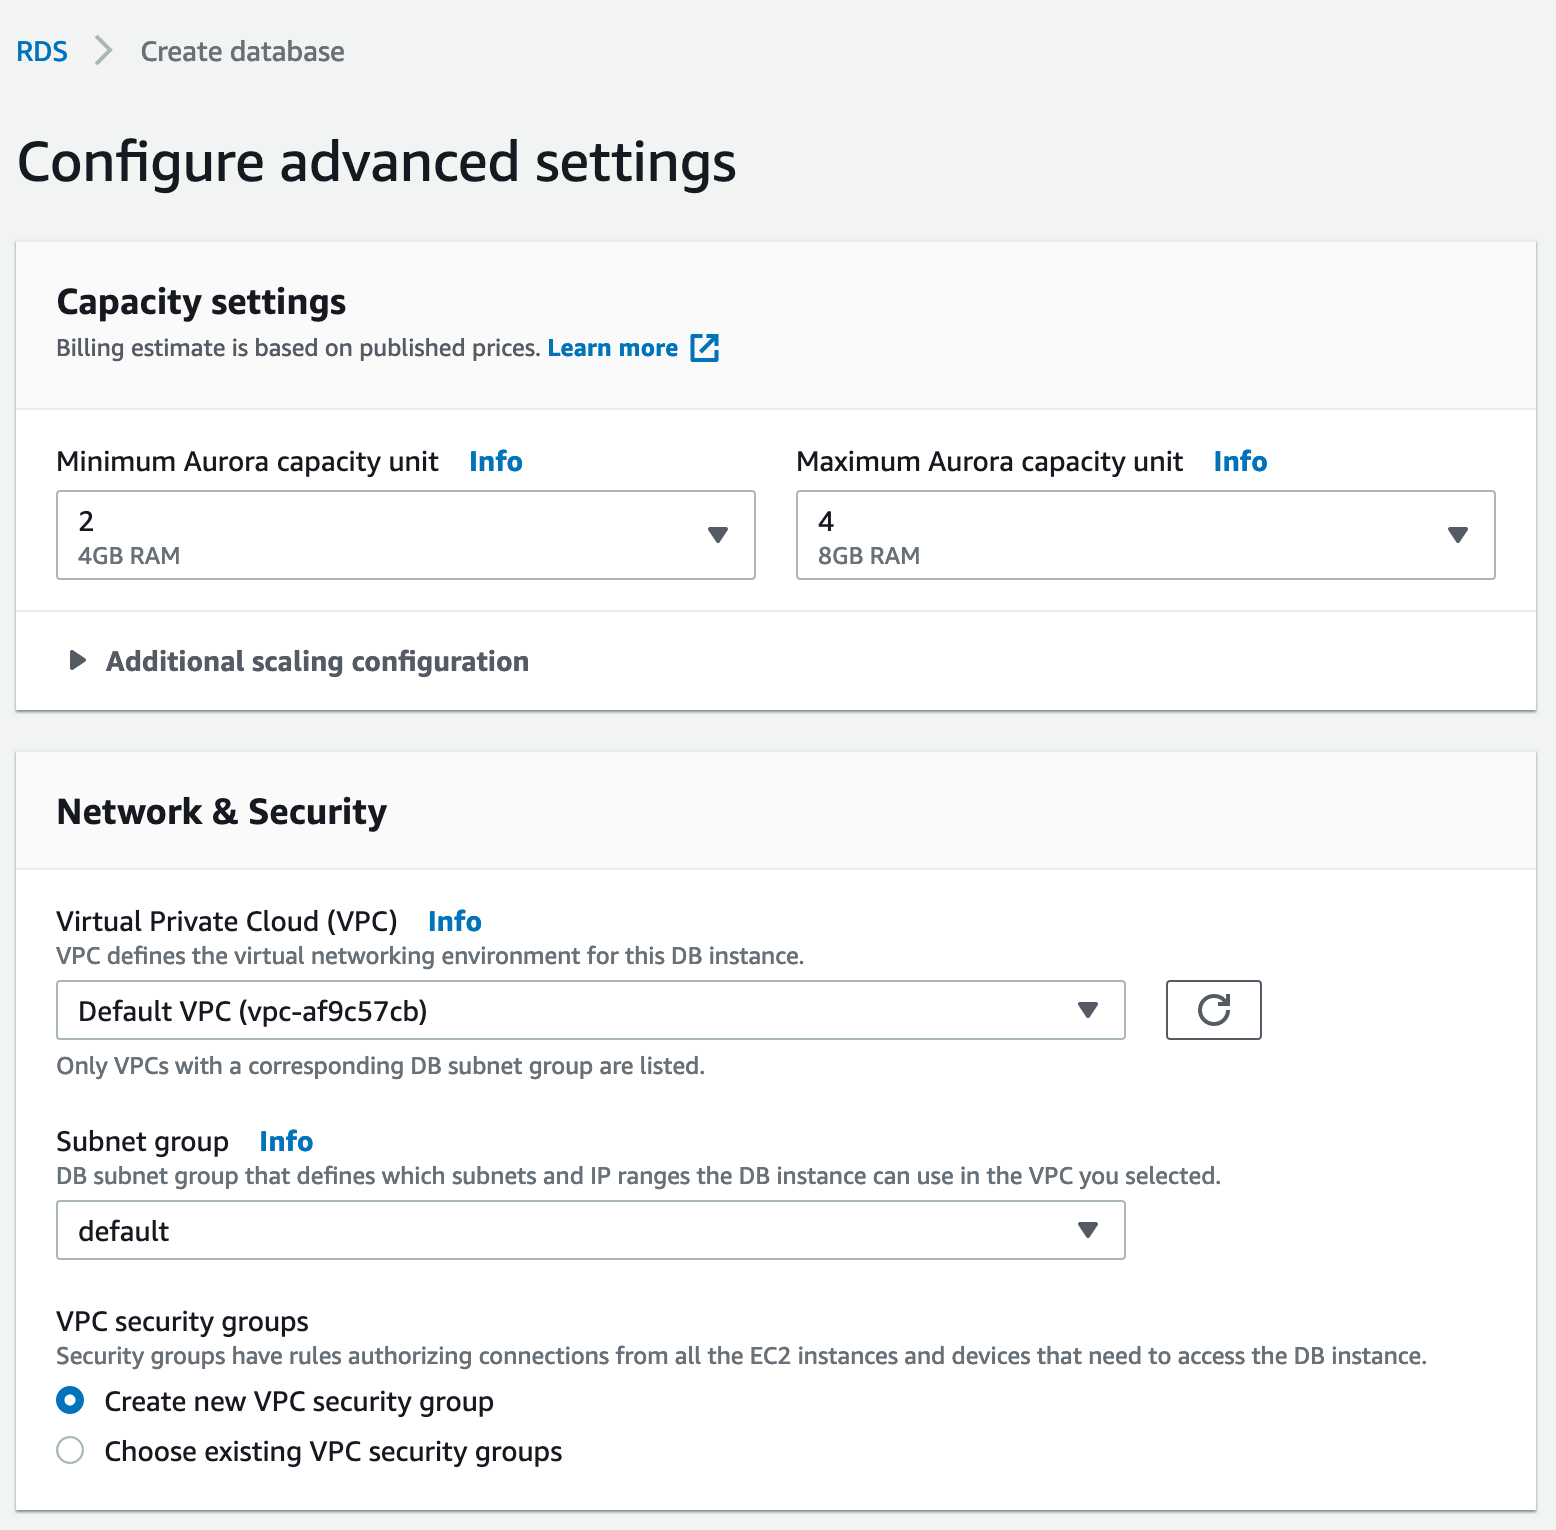 RDS > Create database
Configure advanced settings
Capacity settings
Billing estimate is based on published prices. Learn more
Minimum Aurora capacity unit Info
Maximum Aurora capacity unit Info
2
4GB RAM
4
8GB RAM
Additional scaling configuration
Network & Security
Virtual Private Cloud (VPC) Info
VPC defines the virtual networking environment for this DB instance.
Default VPC (vpc-af9c57cb)
Only VPCs with a corresponding DB subnet group are listed.
Subnet group Info
DB subnet group that defines which subnets and IP ranges the DB instance can use in the VPC you selected.
default
VPC security groups
Security groups have rules authorizing connections from all the EC2 instances and devices that need to access the DB instance.
Create new VPC security group
Choose existing VPC security groups